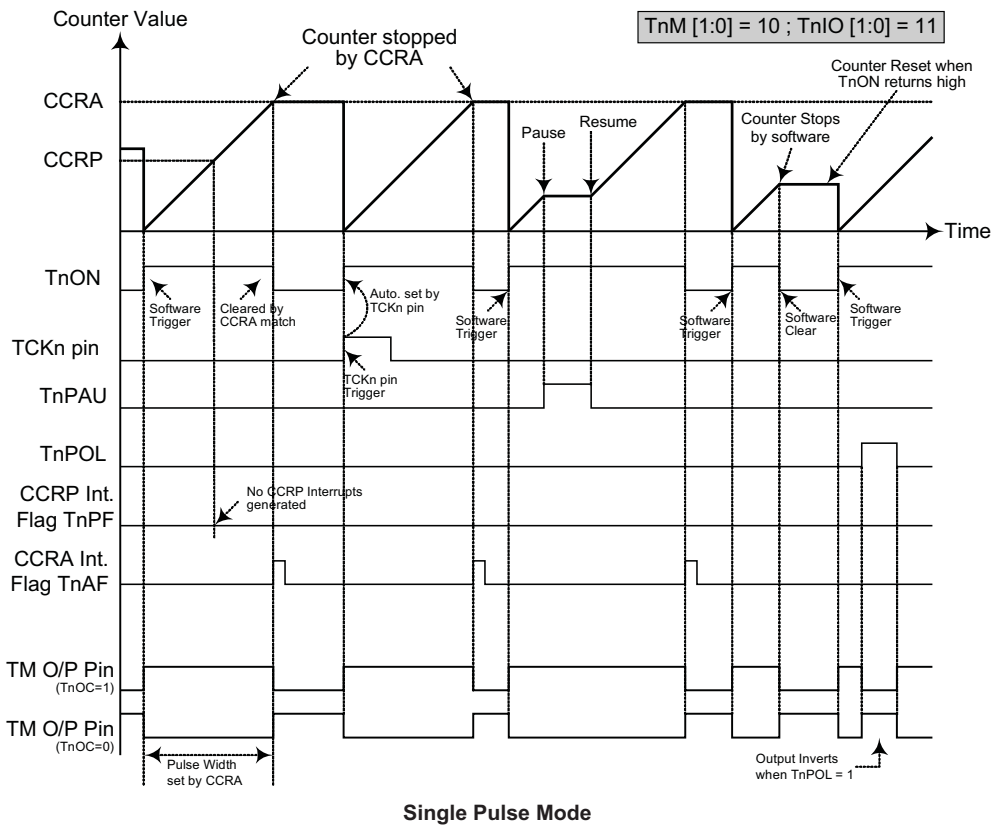 Counter Value
TnM [1:0] = 10 ; TnIO [1:0] = 11
Counter stopped
by CCRA
Counter Reset when
TnON returns high
CCRA
Counter Stops
by software
Pause
Resume
CCRP
Time
TnON
Software
Trigger
Cleared by
CCRA match
Auto. set by
TCKn pin
Software
Trigger
Software
Trigger
Software
Clear
Software
Trigger
TCKn pin
TCKn pin
Trigger
TnPAU
TnPOL
CCRP Int.
Flag TnPF
No CCRP Interrupts
generated
CCRA Int.
Flag TnAF
TM O/P Pin
(TnOC=1)
TM O/P Pin
(TnOC=0)
Pulse Width
set by CCRA
Output Inverts
when TnPOL = 1
Single Pulse Mode